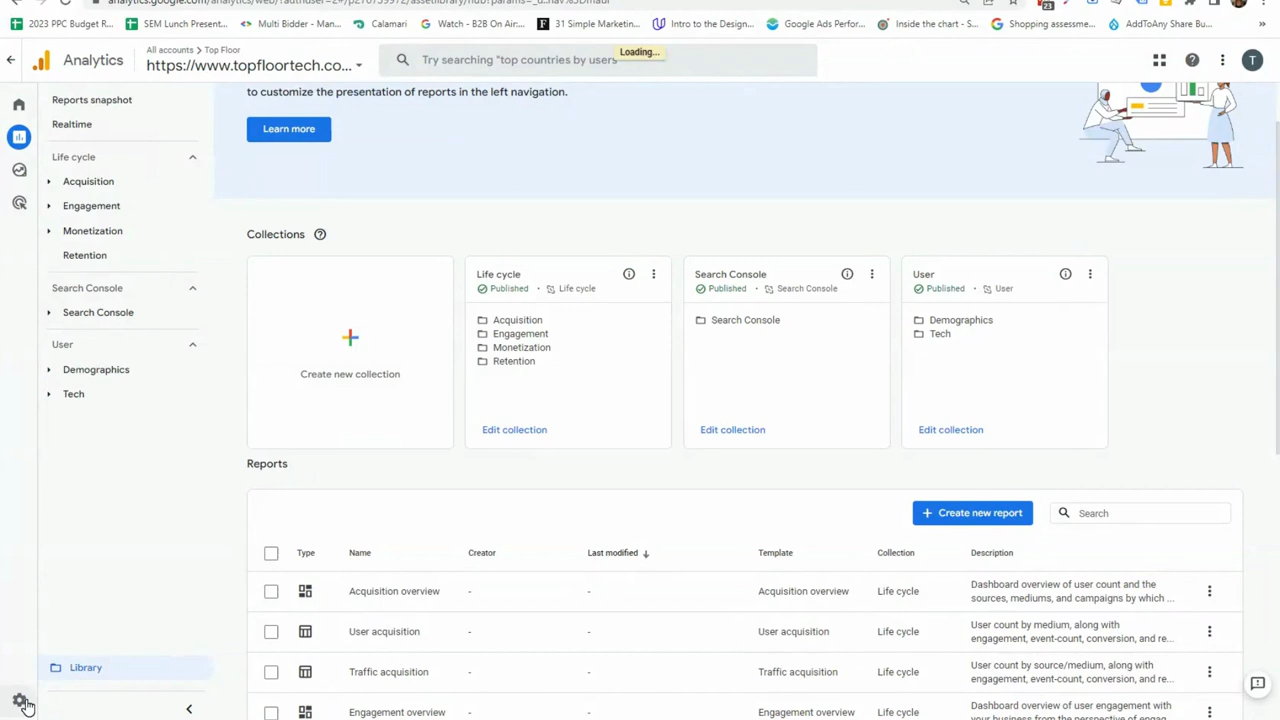 2023 PPC Budget R...
SEM Lunch Present...
Multi Bidder - Man...
Calamari
Watch - B2B On Air,...
31 Simple Marketin...
Intro to the Design...
Google Ads Perfor...
Inside the chart - S...
Shopping assessme...
AddToAny Share Bu...
23
Analytics
All accounts > Top Floor
https://www.topfloortech.co...
Try searching "top countries by users"
Loading...
T
Reports snapshot
Realtime
Life cycle
Acquisition
Engagement
Monetization
Retention
Search Console
Search Console
User
Demographics
Tech
Library
to customize the presentation of reports in the left navigation.
Learn more
Collections
Create new collection
Life cycle
Published • Life cycle
Acquisition
Engagement
Monetization
Retention
Edit collection
Search Console
Published • Search Console
Search Console
Edit collection
User
Published • User
Demographics
Tech
Edit collection
Reports
+ Create new report
Search
Type Name Creator Last modified Template Collection Description
Acquisition overview - - Acquisition overview Life cycle Dashboard overview of user count and the
sources, mediums, and campaigns by which ...
User acquisition - - User acquisition Life cycle User count by medium, along with
engagement, event-count, conversion, and re...
Traffic acquisition - - Traffic acquisition Life cycle User count by source/medium, along with
engagement, event-count, conversion, and re...
Engagement overview - - Engagement overview Life cycle Dashboard overview of user engagement with
your business from the perspective of engag...